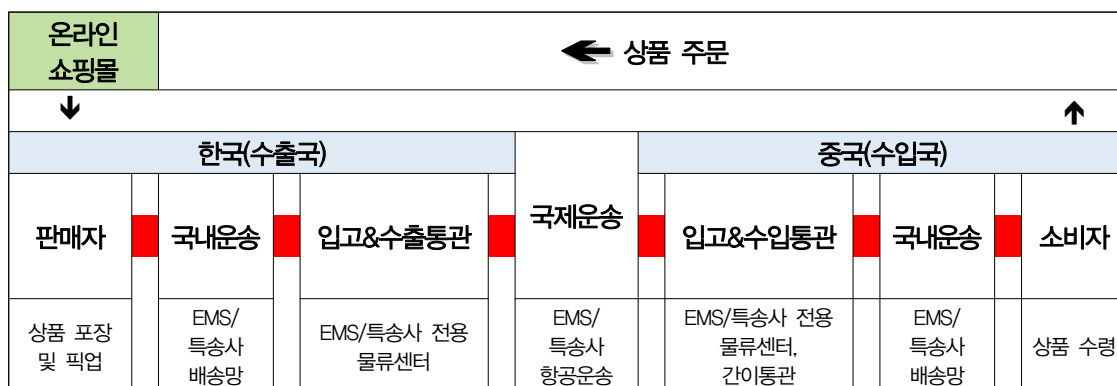 온라인
쇼핑몰
상품 주문
한국(수출국)
중국(수입국)
판매자
국내운송
입고&수출통관
국제운송
입고&수입통관
국내운송
소비자
상품 포장
및 픽업
EMS/
특송사
배송망
EMS/특송사 전용
물류센터
EMS/
특송사
항공운송
EMS/특송사 전용
물류센터,
간이통관
EMS/
특송사
배송망
상품 수령